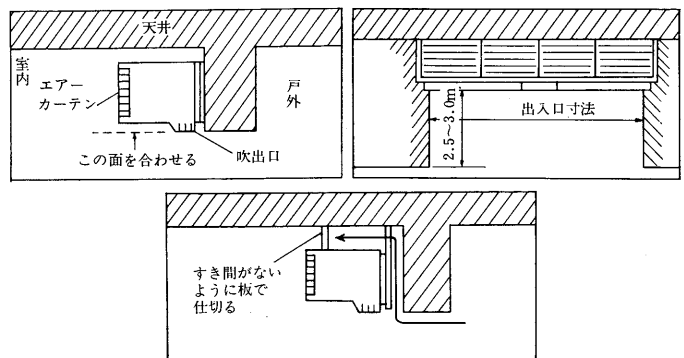 天井
室内
エアー
カーテン
戸外
この面を合わせる
吹出口
出入口寸法
2.5~3.0m
すき間がない
ように板で
仕切る